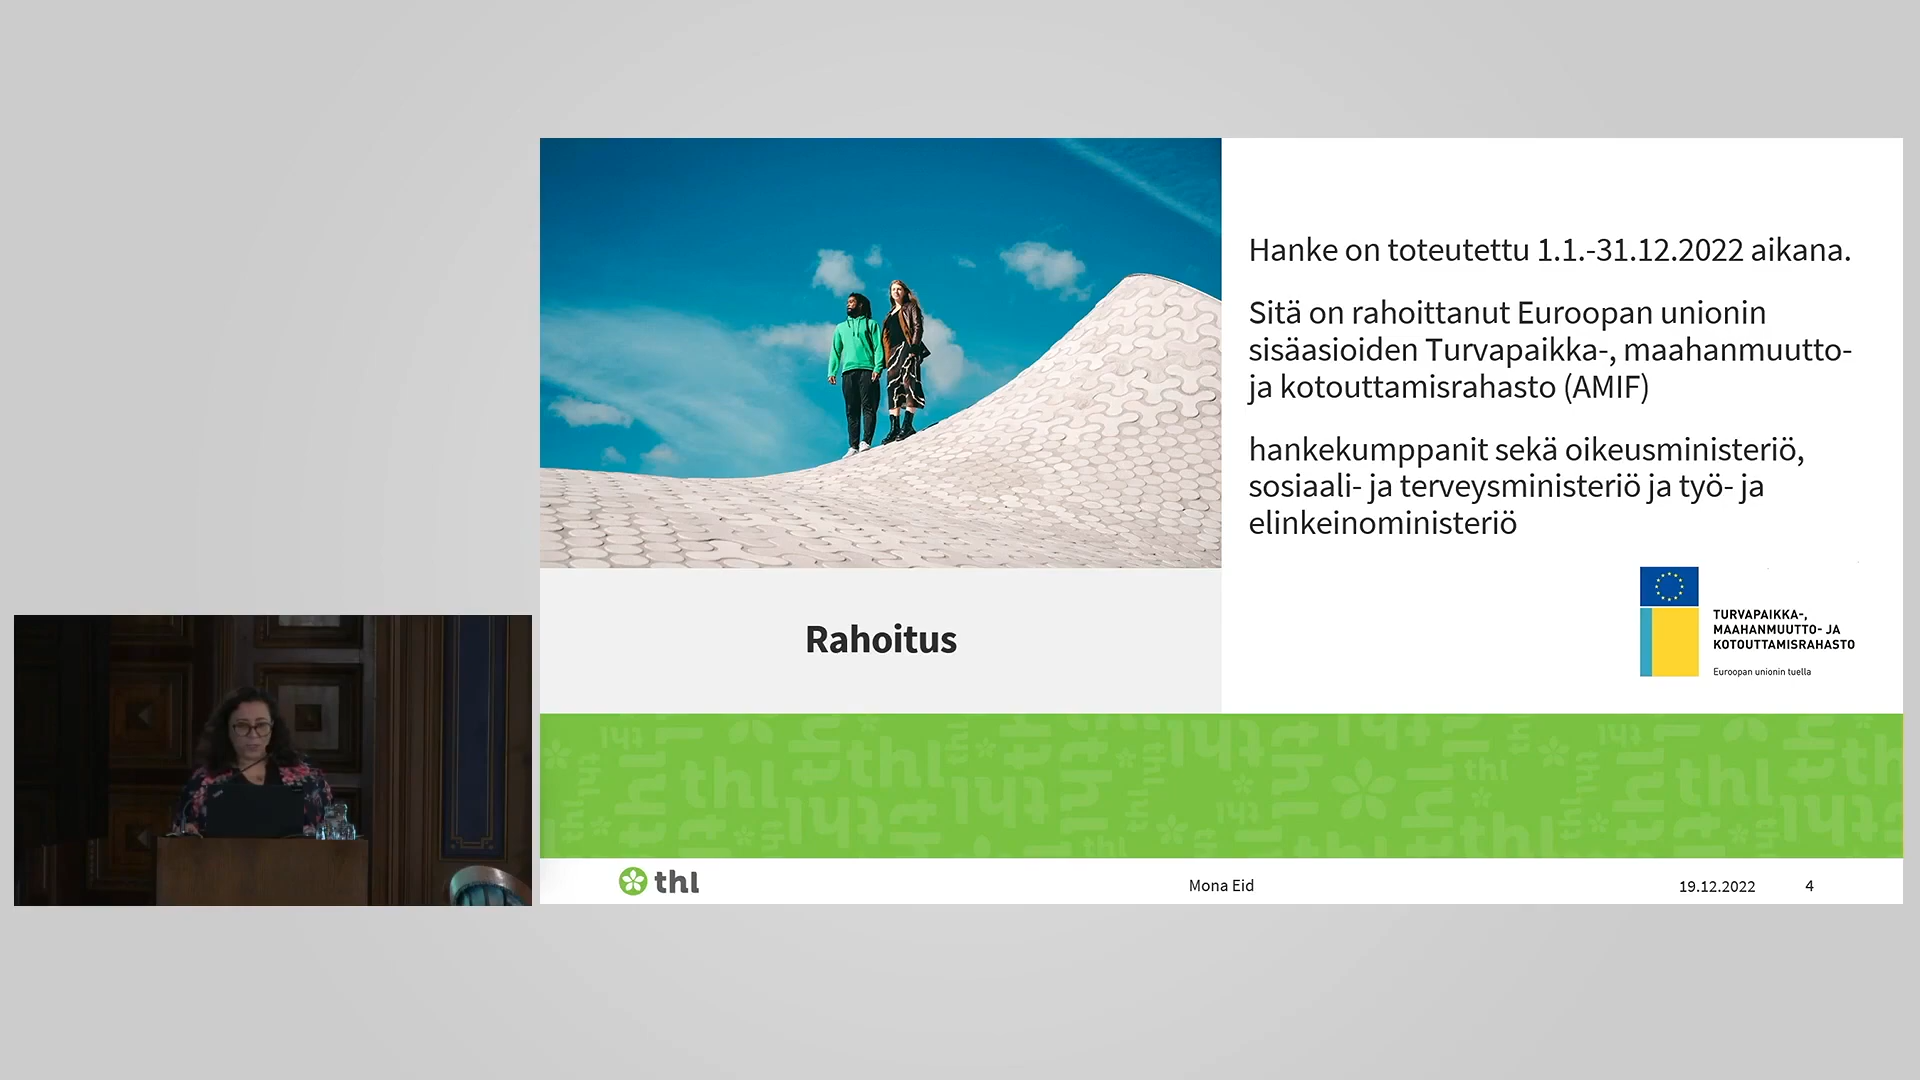 Hanke on toteutettu 1.1.-31.12.2022 aikana.
Sitä on rahoittanut Euroopan unionin
sisäasioiden Turvapaikka-, maahanmuutto-
ja kotouttamisrahasto (AMIF)
hankekumppanit sekä oikeusministeriö,
sosiaali- ja terveysministeriö ja työ- ja
elinkeinoministeriö
TURVAPAIKKA-,
MAAHANMUUTTO- JA
KOTOUTTAMISRAHASTO
Euroopan unionin tuella
Rahoitus
thl
Mona Eid
19.12.2022
4